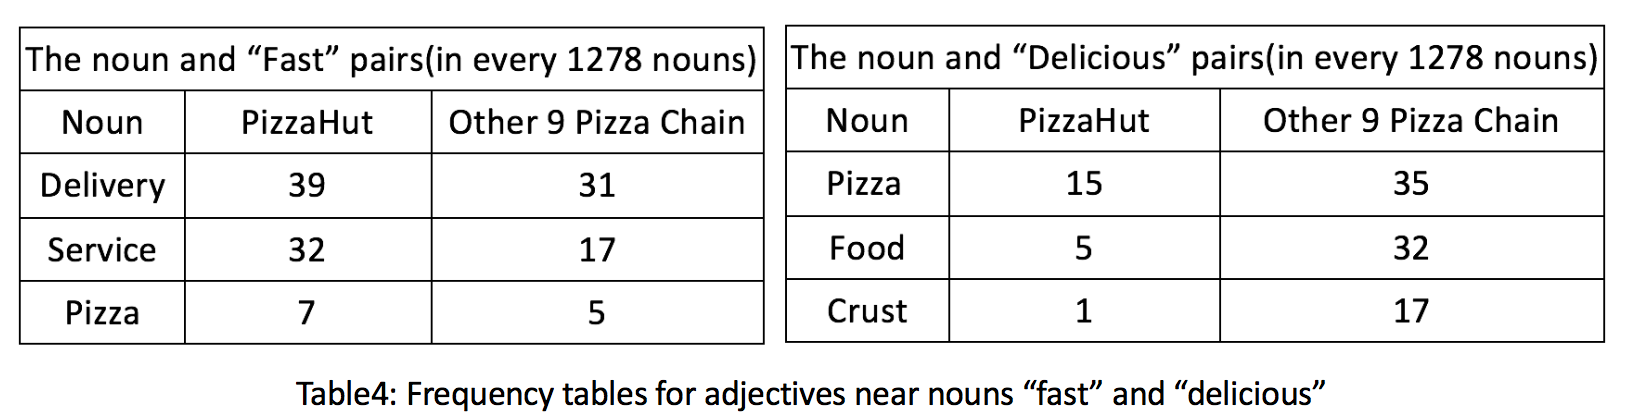 The noun and “Fast” pairs(in every 1278 nouns)
Noun PizzaHut Other 9 Pizza Chain
Delivery 39 31
Service 32 17
Pizza 7 5
The noun and “Delicious” pairs(in every 1278 nouns)
Noun PizzaHut Other 9 Pizza Chain
Pizza 15 35
Food 5 32
Crust 1 17
Table4: Frequency tables for adjectives near nouns “fast” and “delicious”